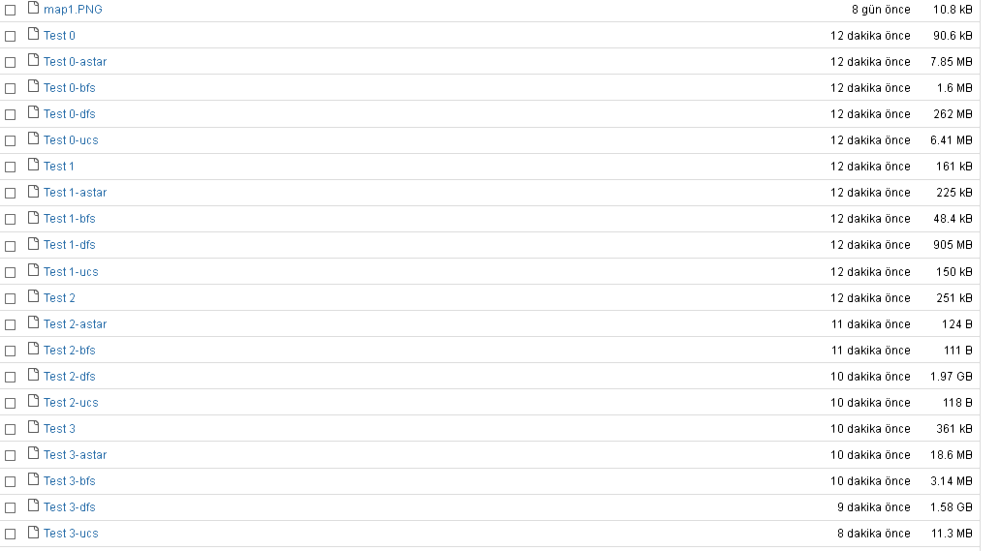 map1.PNG 8 gün önce 10.8 kB
Test 0 12 dakika önce 90.6 kB
Test 0-astar 12 dakika önce 7.85 MB
Test 0-bfs 12 dakika önce 1.6 MB
Test 0-dfs 12 dakika önce 262 MB
Test 0-ucs 12 dakika önce 6.41 MB
Test 1 12 dakika önce 161 kB
Test 1-astar 12 dakika önce 225 kB
Test 1-bfs 12 dakika önce 48.4 kB
Test 1-dfs 12 dakika önce 905 MB
Test 1-ucs 12 dakika önce 150 kB
Test 2 12 dakika önce 251 kB
Test 2-astar 11 dakika önce 124 B
Test 2-bfs 11 dakika önce 111 B
Test 2-dfs 10 dakika önce 1.97 GB
Test 2-ucs 10 dakika önce 118 B
Test 3 10 dakika önce 361 kB
Test 3-astar 10 dakika önce 18.6 MB
Test 3-bfs 10 dakika önce 3.14 MB
Test 3-dfs 9 dakika önce 1.58 GB
Test 3-ucs 8 dakika önce 11.3 MB